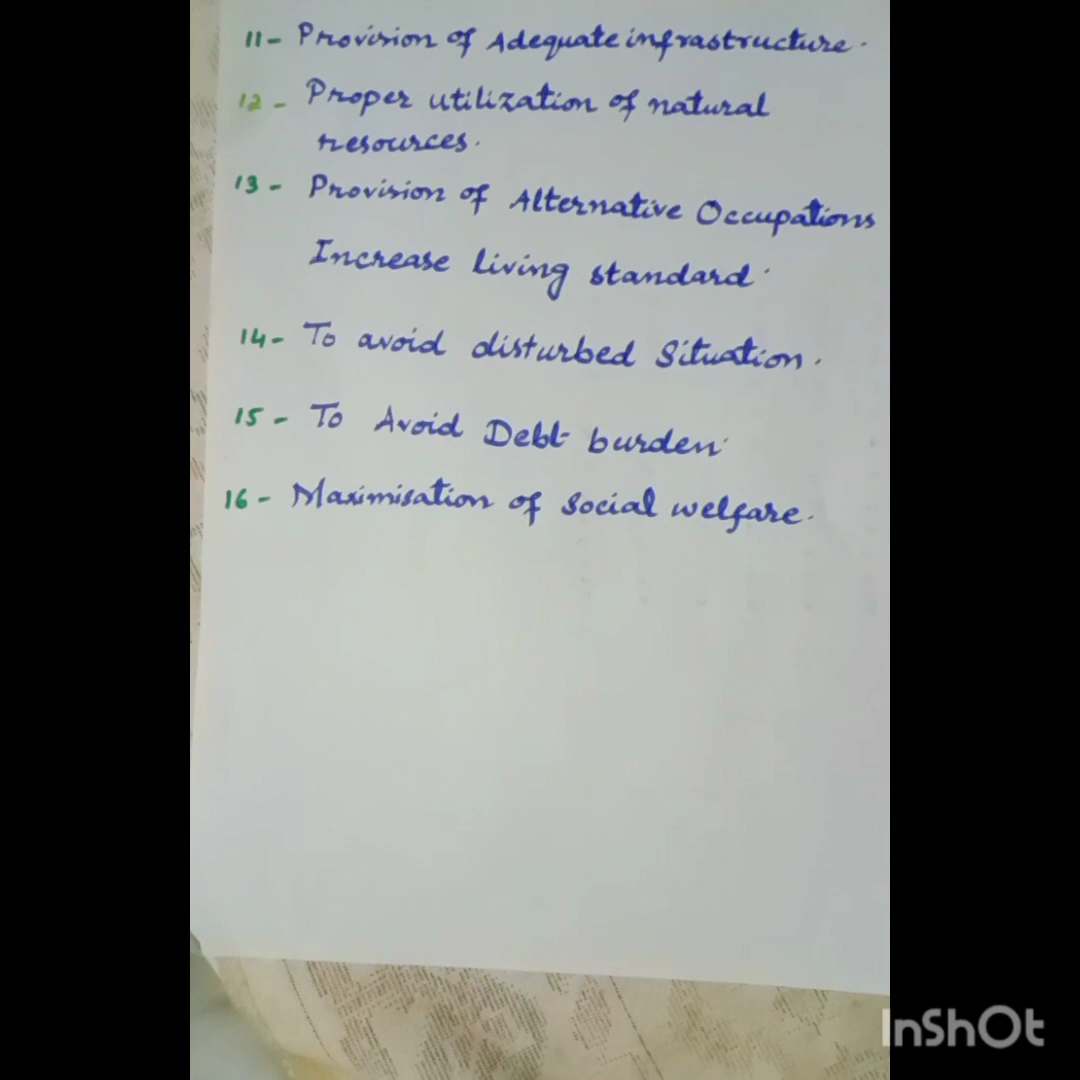 11- Provision of Adequate infrastructure.
12- Proper utilization of natural
resources.
13- Provision of Alternative Occupations
Increase living standard.
14- To avoid disturbed Situation.
15- To Avoid Debt burden.
16- Maximisation of Social welfare.
InShOt